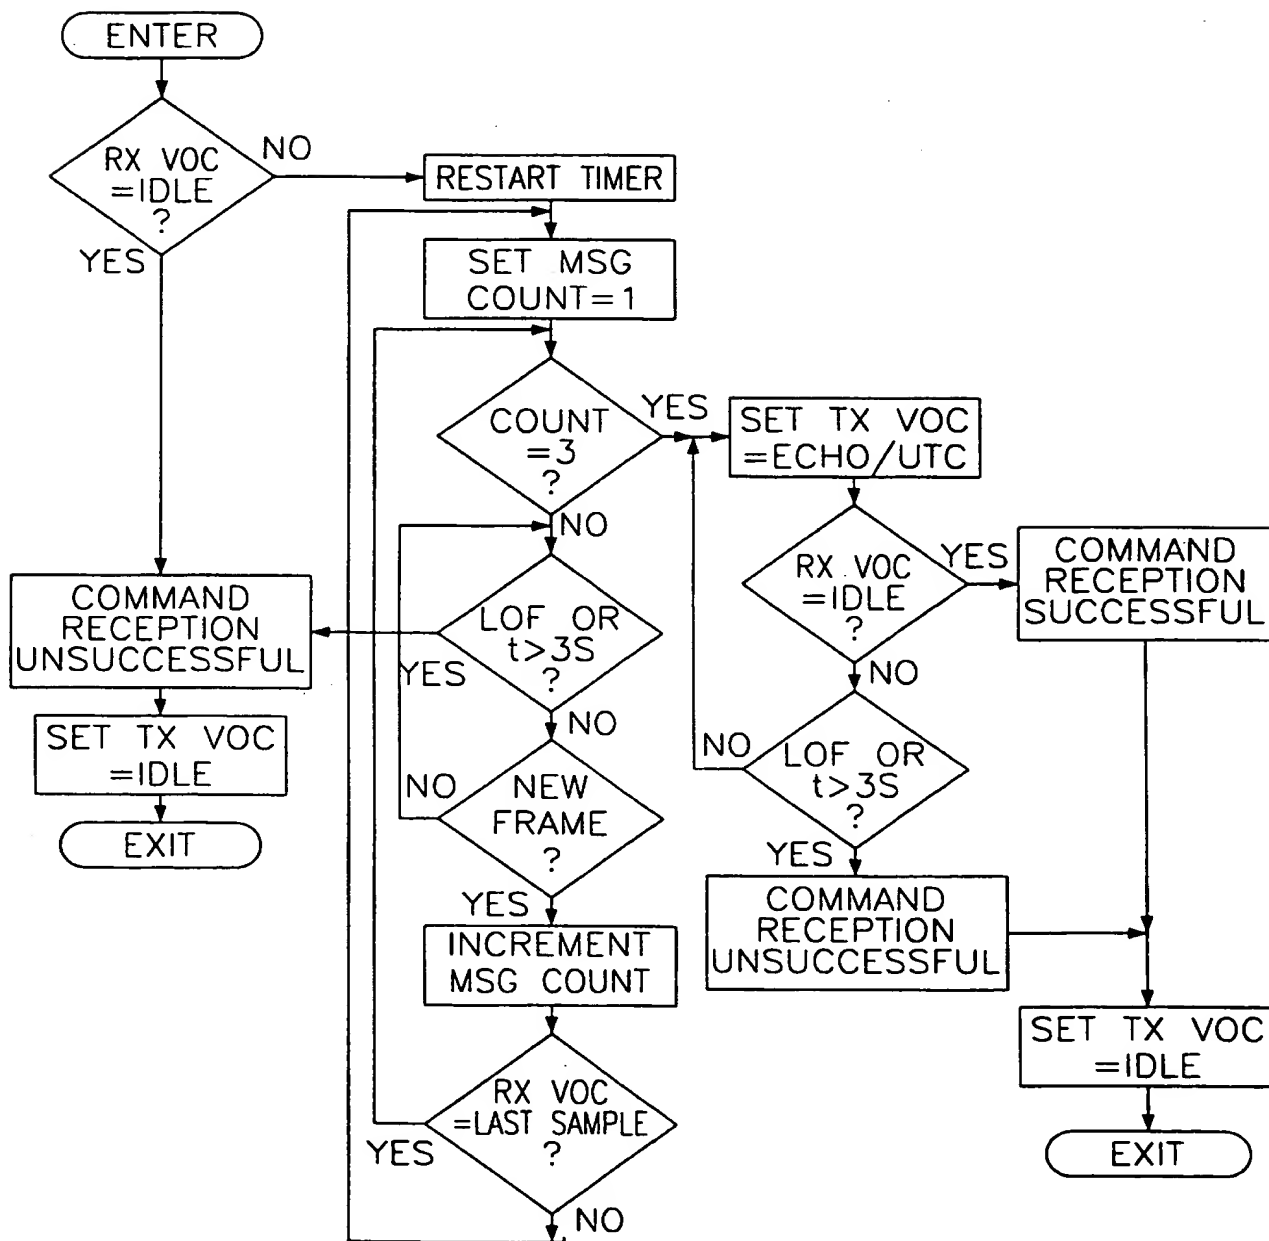 ENTER
RX VOC
=IDLE
?
NO
YES
RESTART TIMER
SET MSG
COUNT=1
COUNT
=3
?
YES
NO
SET TX VOC
=ECHO/UTC
RX VOC
=IDLE
?
YES
NO
COMMAND
RECEPTION
SUCCESSFUL
COMMAND
RECEPTION
UNSUCCESSFUL
LOF OR
t>3S
?
YES
NO
SET TX VOC
=IDLE
EXIT
NEW
FRAME
?
NO
YES
LOF OR
t>3S
?
NO
YES
COMMAND
RECEPTION
UNSUCCESSFUL
INCREMENT
MSG COUNT
RX VOC
=LAST SAMPLE
?
YES
NO
SET TX VOC
=IDLE
EXIT